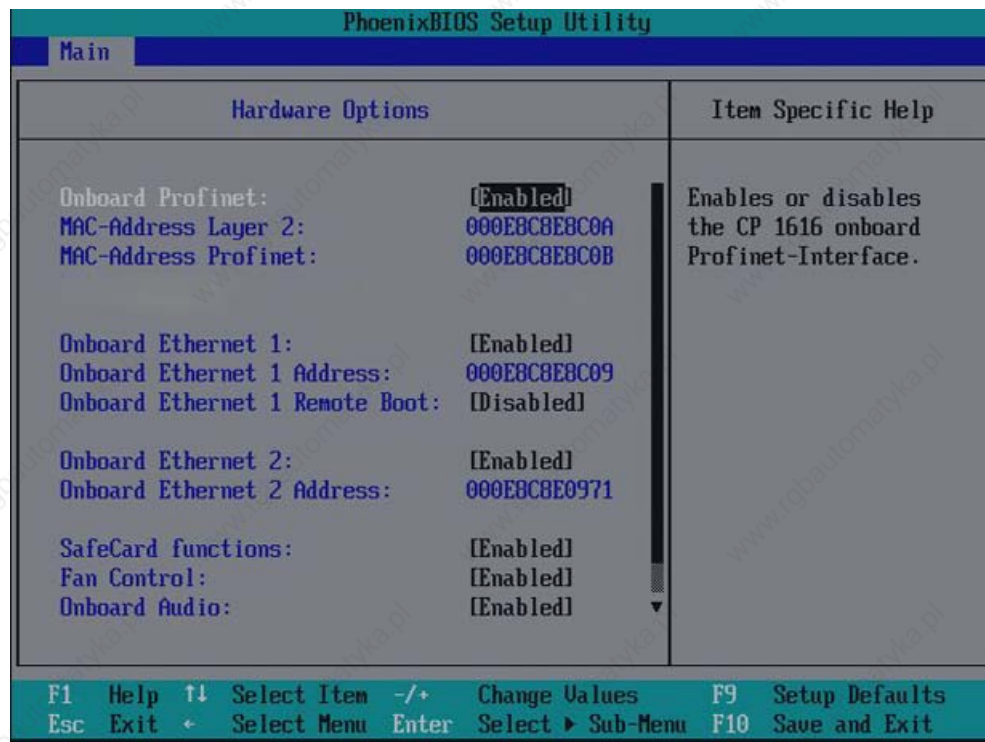 PhoenixBIOS Setup Utility
Main
Hardware Options
Item Specific Help
Onboard Profinet: [Enabled]
MAC-Address Layer 2: 000E8C8E8C0A
MAC-Address Profinet: 000E8C8E8C0B
Onboard Ethernet 1: [Enabled]
Onboard Ethernet 1 Address: 000E8C8E8C09
Onboard Ethernet 1 Remote Boot: [Disabled]
Onboard Ethernet 2: [Enabled]
Onboard Ethernet 2 Address: 000E8C8E0971
SafeCard functions: [Enabled]
Fan Control: [Enabled]
Onboard Audio: [Enabled]
Enables or disables
the CP 1616 onboard
Profinet-Interface.
F1 Help ↑↓ Select Item -/+ Change Values F9 Setup Defaults
Esc Exit ← Select Menu Enter Select ▶ Sub-Menu F10 Save and Exit
www.rgbautomatyka.pl